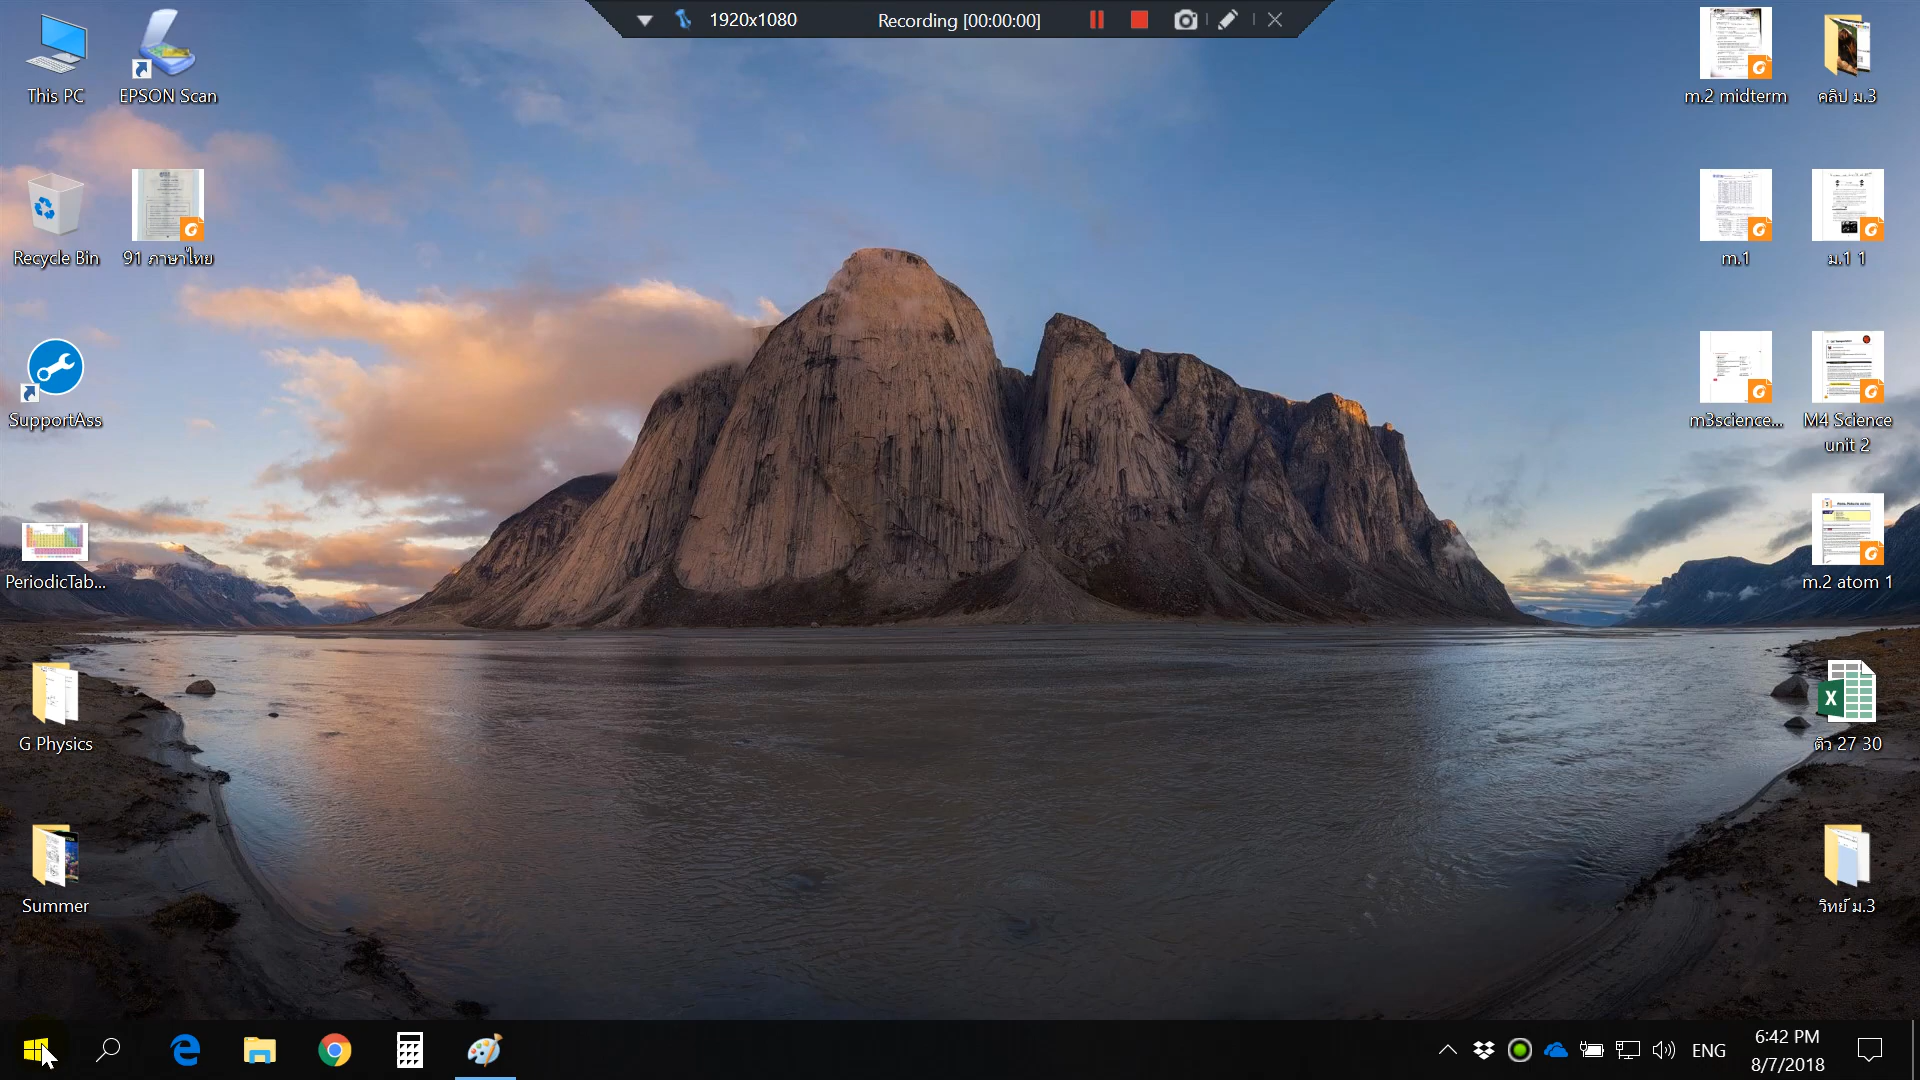 1920x1080
Recording [00:00:00]
This PC
EPSON Scan
m.2 midterm
คลิป ม.3
Recycle Bin
91 ภาษาไทย
m.1
ม.1 1
SupportAss
m3science...
M4 Science
unit 2
PeriodicTab...
m.2 atom 1
G Physics
ติว 27 30
Summer
วิทย์ ม.3
ENG
6:42 PM
8/7/2018